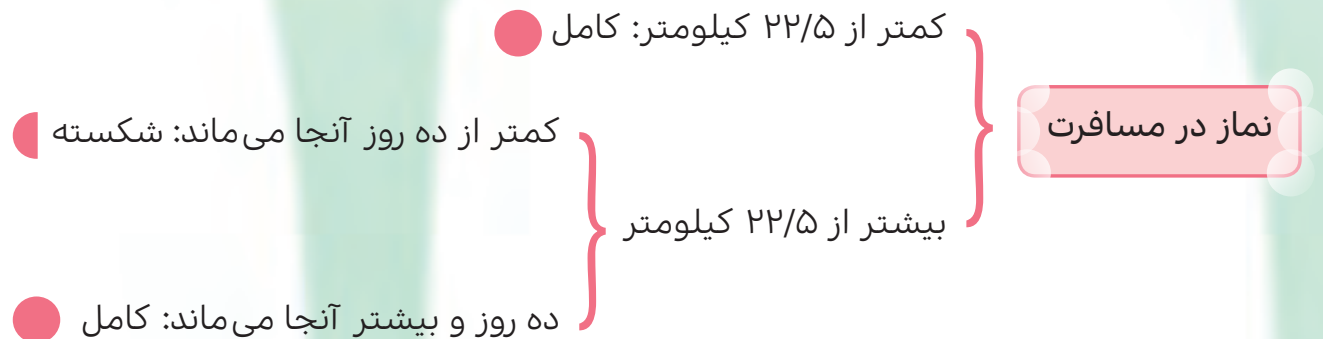 نماز در مسافرت
کمتر از ۲۲/۵ کیلومتر: کامل
بیشتر از ۲۲/۵ کیلومتر
کمتر از ده روز آنجا می‌ماند: شکسته
ده روز و بیشتر آنجا می‌ماند: کامل